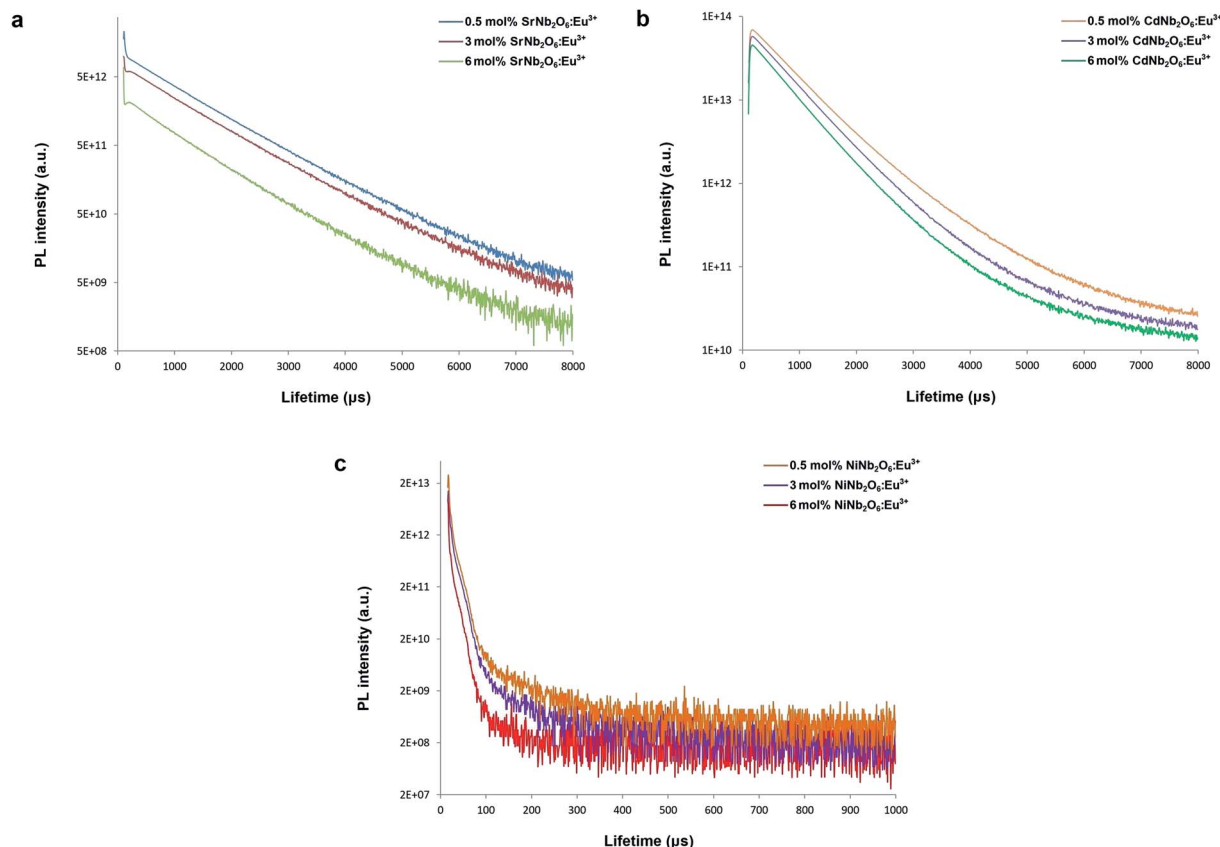 a
0.5 mol% SrNb₂O₆:Eu³⁺
3 mol% SrNb₂O₆:Eu³⁺
6 mol% SrNb₂O₆:Eu³⁺
PL intensity (a.u.)
5E+12
5E+11
5E+10
5E+09
5E+08
0 1000 2000 3000 4000 5000 6000 7000 8000
Lifetime (µs)
b
0.5 mol% CdNb₂O₆:Eu³⁺
3 mol% CdNb₂O₆:Eu³⁺
6 mol% CdNb₂O₆:Eu³⁺
PL intensity (a.u.)
1E+14
1E+13
1E+12
1E+11
1E+10
0 1000 2000 3000 4000 5000 6000 7000 8000
Lifetime (µs)
c
0.5 mol% NiNb₂O₆:Eu³⁺
3 mol% NiNb₂O₆:Eu³⁺
6 mol% NiNb₂O₆:Eu³⁺
PL intensity (a.u.)
2E+13
2E+12
2E+11
2E+10
2E+09
2E+08
2E+07
0 100 200 300 400 500 600 700 800 900 1000
Lifetime (µs)